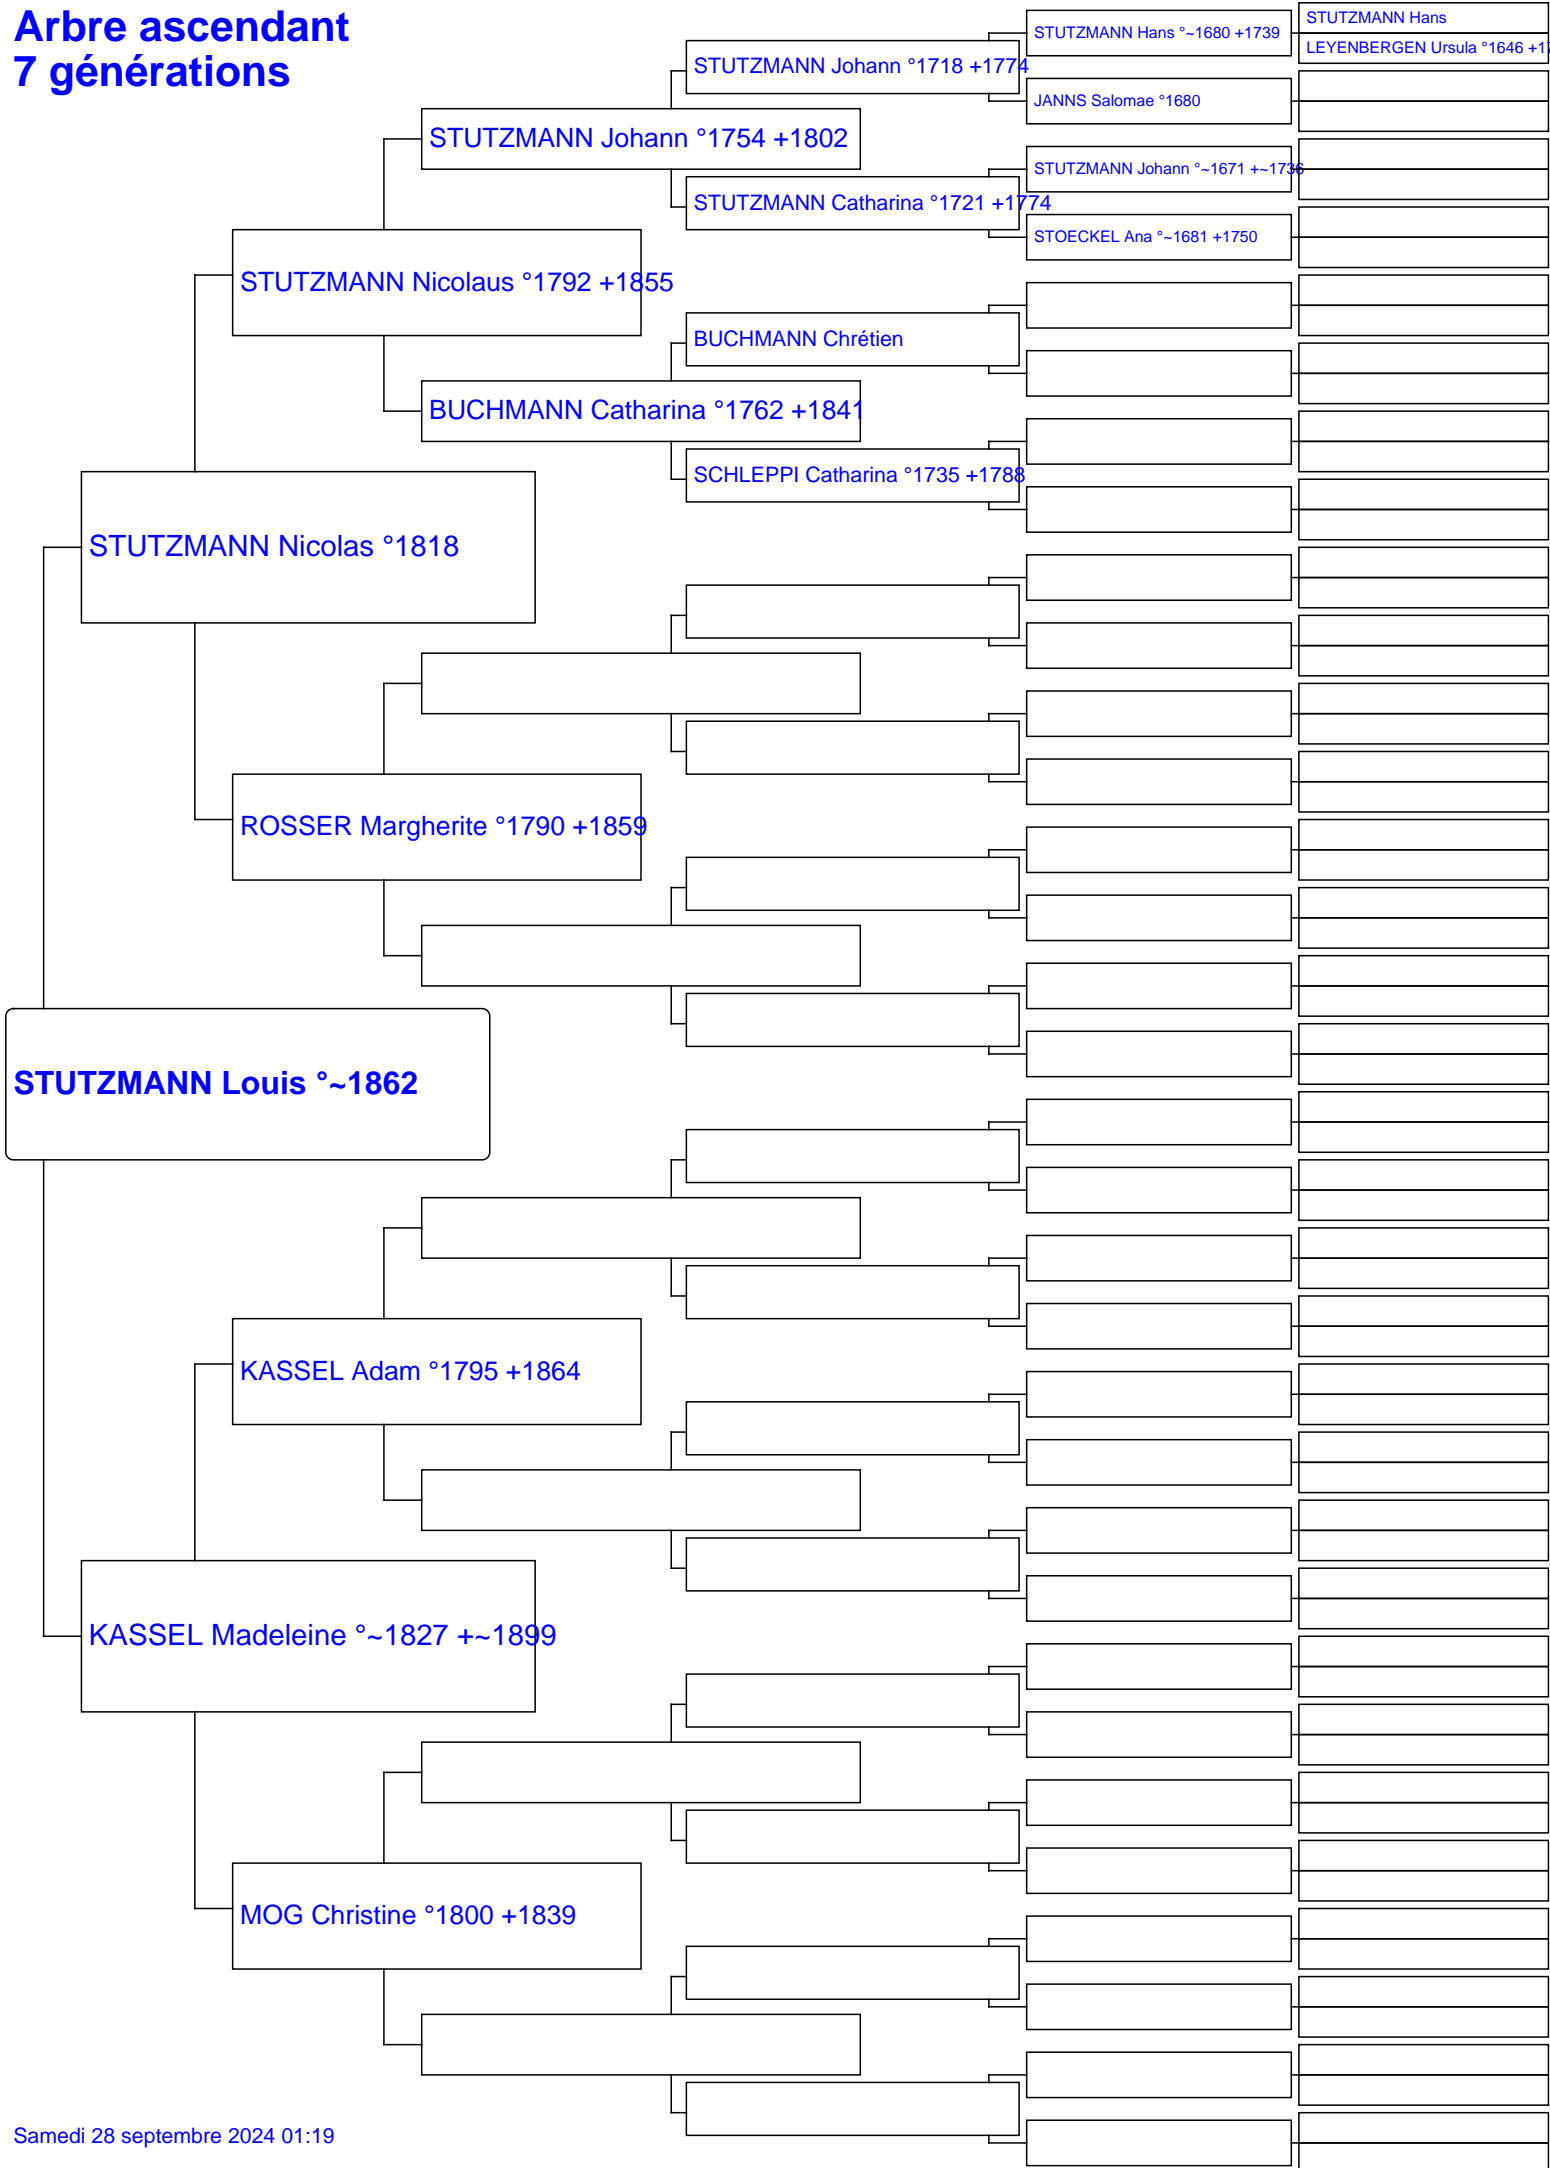 Arbre ascendant
7 générations
STUTZMANN Hans °~1680 +1739
STUTZMANN Hans
LEYENBERGEN Ursula °1646 +17
STUTZMANN Johann °1718 +1774
JANNS Salomae °1680
STUTZMANN Johann °1754 +1802
STUTZMANN Johann °~1671 +~1736
STUTZMANN Catharina °1721 +1774
STOECKEL Ana °~1681 +1750
STUTZMANN Nicolaus °1792 +1855
BUCHMANN Chrétien
BUCHMANN Catharina °1762 +1841
SCHLEPPI Catharina °1735 +1788
STUTZMANN Nicolas °1818
ROSSER Margherite °1790 +1859
STUTZMANN Louis °~1862
KASSEL Adam °1795 +1864
KASSEL Madeleine °~1827 +~1899
MOG Christine °1800 +1839
Samedi 28 septembre 2024 01:19